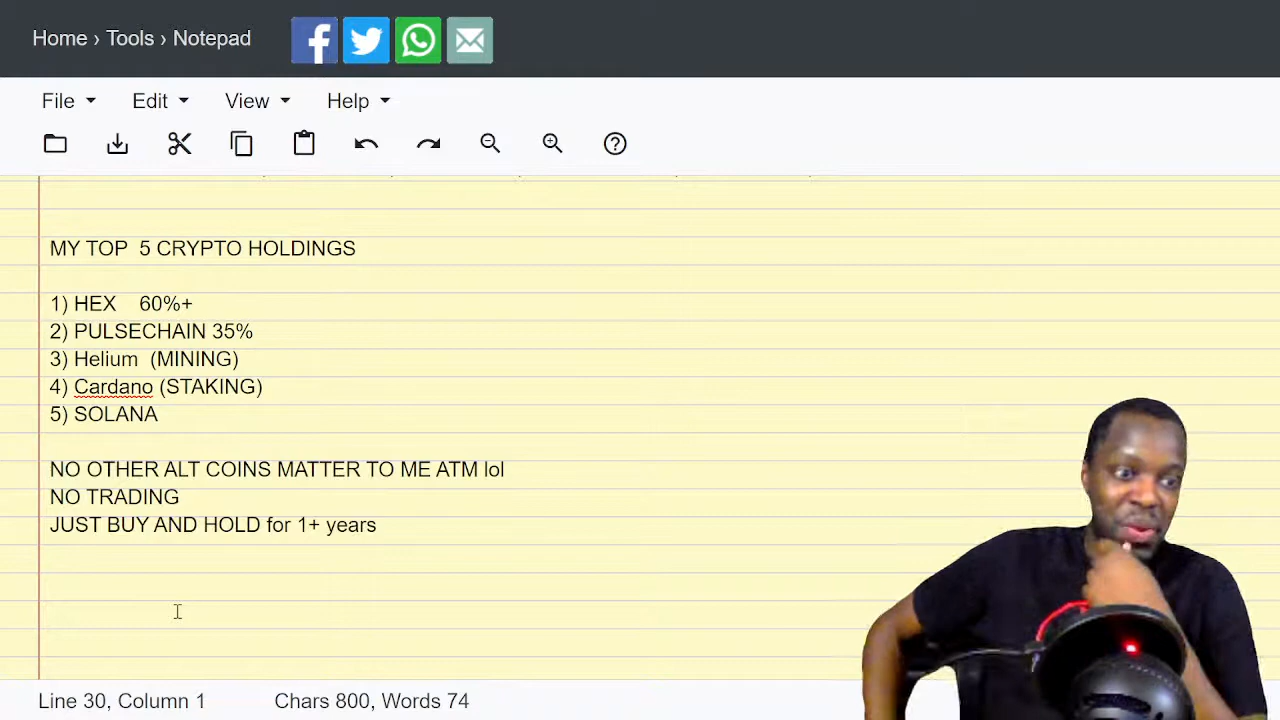 Home › Tools › Notepad
File Edit View Help
MY TOP  5 CRYPTO HOLDINGS
1) HEX    60%+
2) PULSECHAIN 35%
3) Helium  (MINING)
4) Cardano (STAKING)
5) SOLANA
NO OTHER ALT COINS MATTER TO ME ATM lol
NO TRADING
JUST BUY AND HOLD for 1+ years
Line 30, Column 1 Chars 800, Words 74